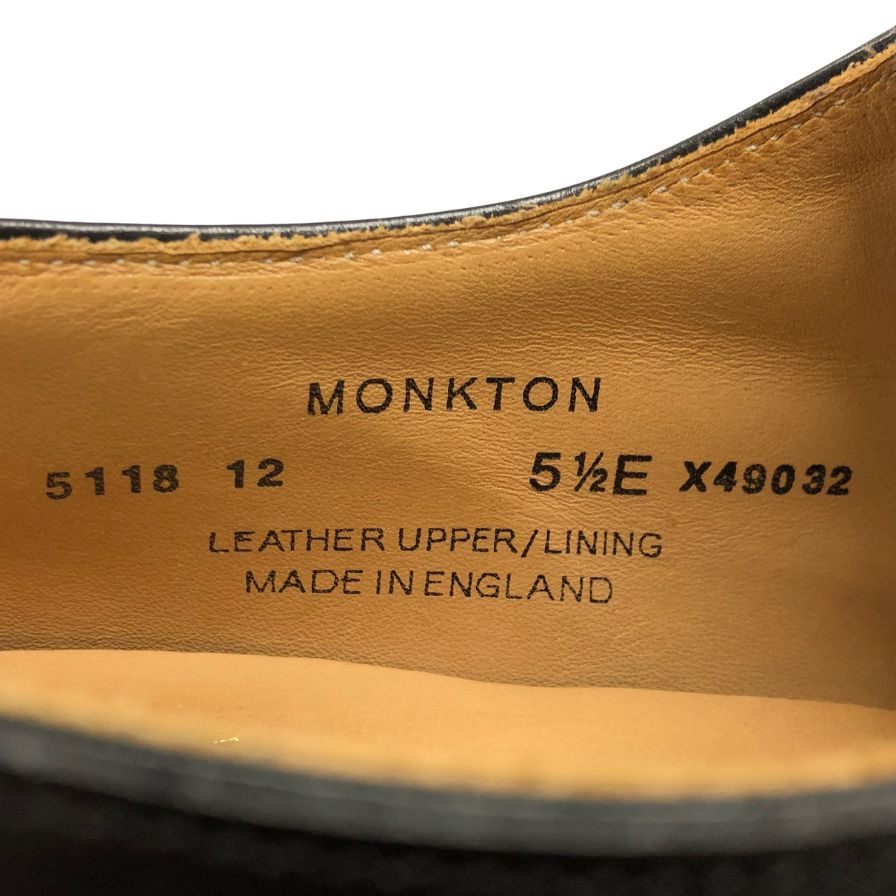 MONKTON
5118 12 5½E X49032
LEATHER UPPER/LINING
MADE IN ENGLAND